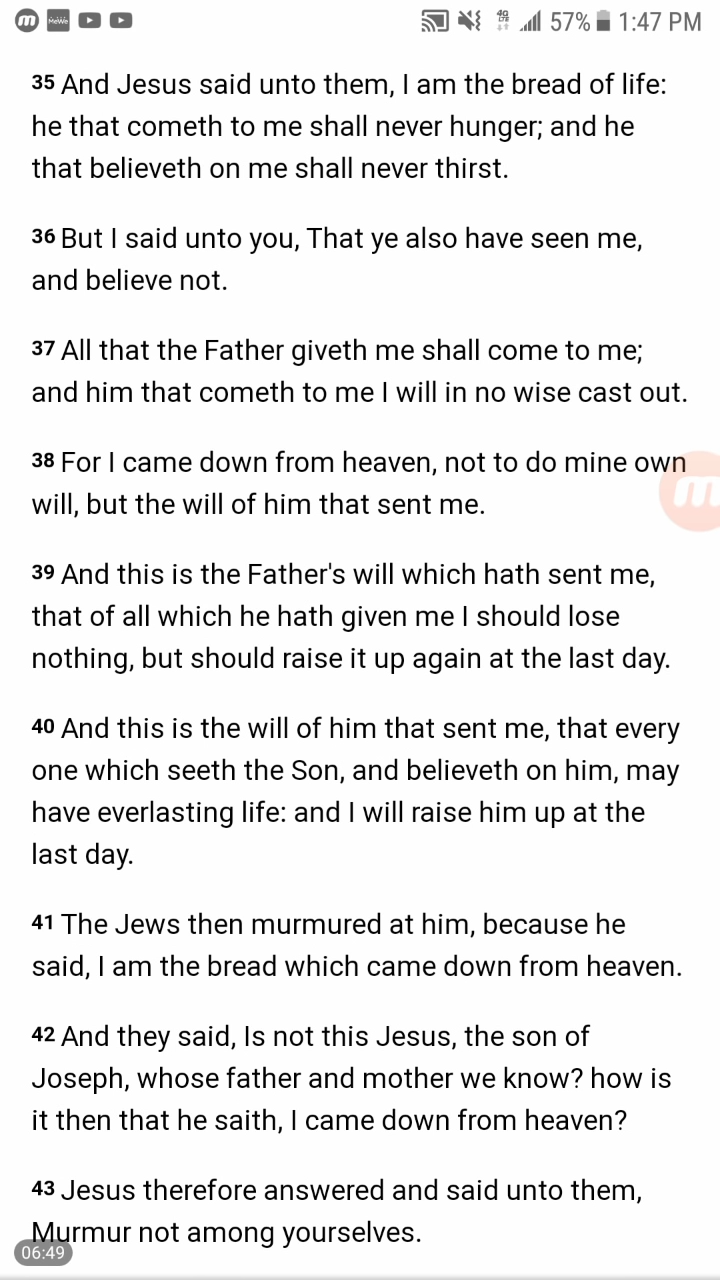 MeWe 4G LTE 57% 1:47 PM
35 And Jesus said unto them, I am the bread of life:
he that cometh to me shall never hunger; and he
that believeth on me shall never thirst.
36 But I said unto you, That ye also have seen me,
and believe not.
37 All that the Father giveth me shall come to me;
and him that cometh to me I will in no wise cast out.
38 For I came down from heaven, not to do mine own
will, but the will of him that sent me.
39 And this is the Father's will which hath sent me,
that of all which he hath given me I should lose
nothing, but should raise it up again at the last day.
40 And this is the will of him that sent me, that every
one which seeth the Son, and believeth on him, may
have everlasting life: and I will raise him up at the
last day.
41 The Jews then murmured at him, because he
said, I am the bread which came down from heaven.
42 And they said, Is not this Jesus, the son of
Joseph, whose father and mother we know? how is
it then that he saith, I came down from heaven?
43 Jesus therefore answered and said unto them,
Murmur not among yourselves.
06:49